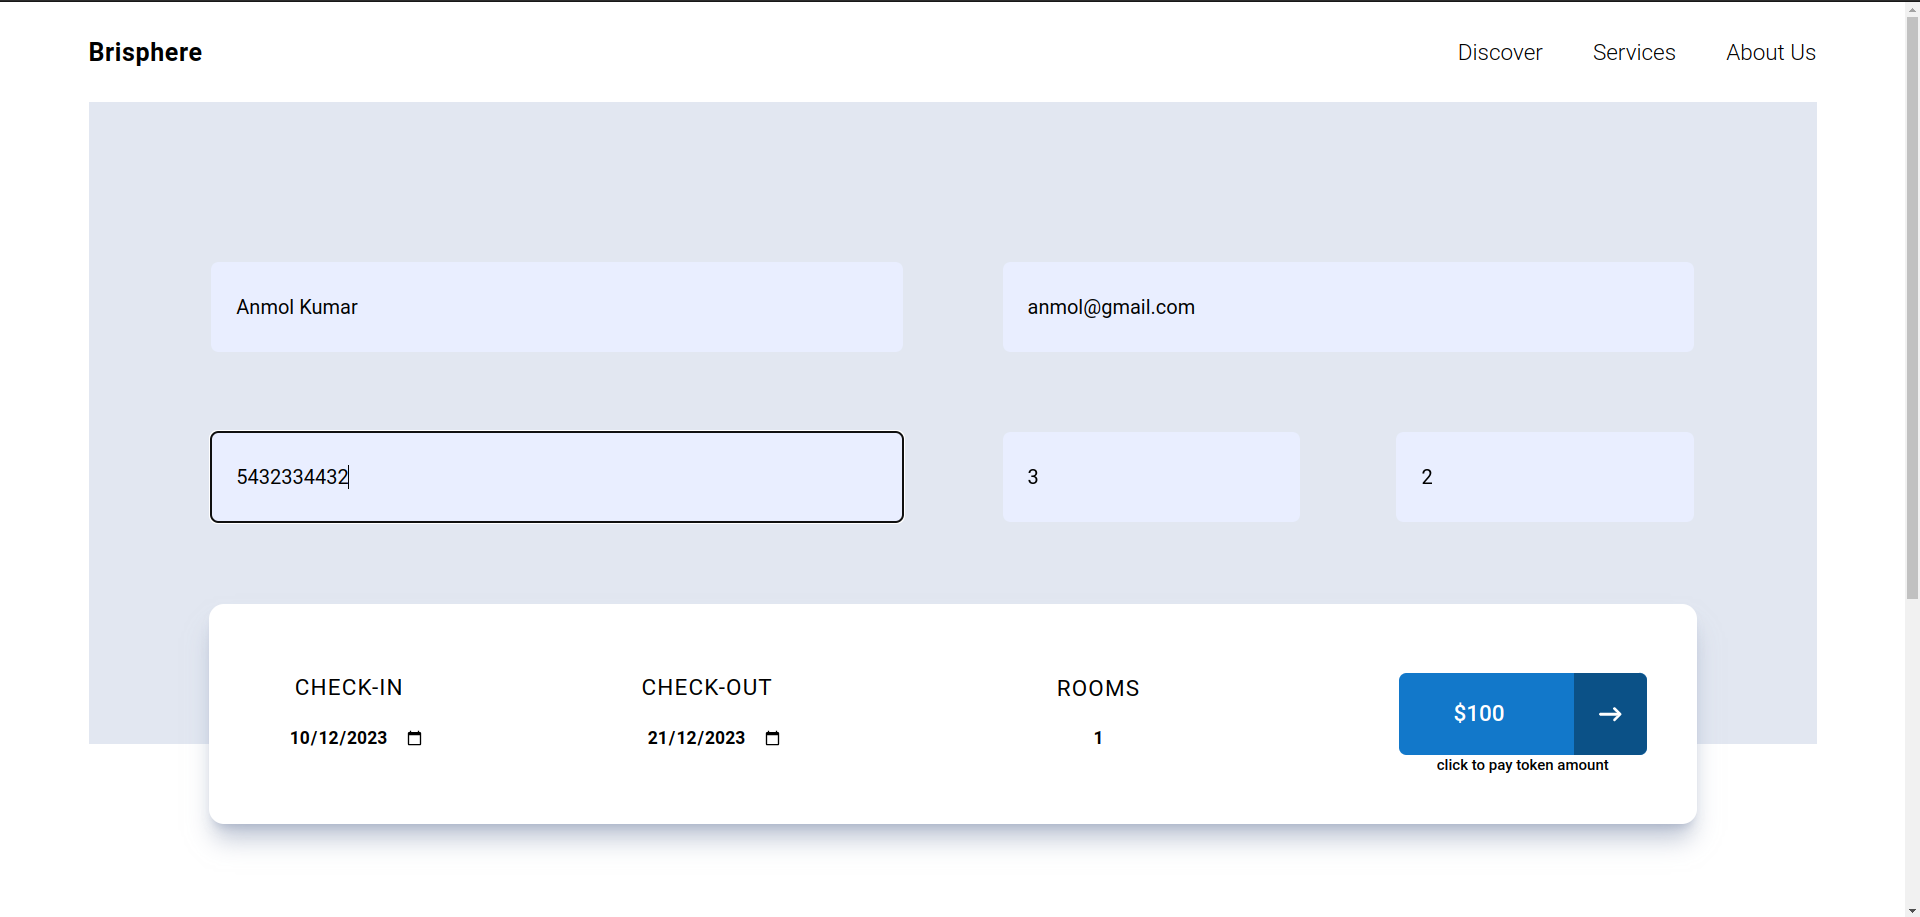 Brisphere
Discover Services About Us
Anmol Kumar
anmol@gmail.com
5432334432
3
2
CHECK-IN
10/12/2023
CHECK-OUT
21/12/2023
ROOMS
1
$100
click to pay token amount